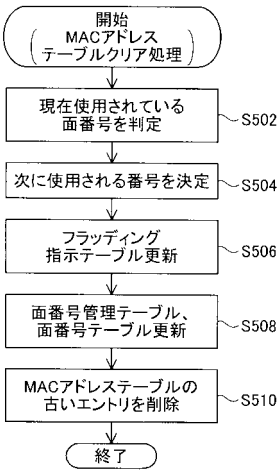 開始
MACアドレス
テーブルクリア処理
現在使用されている
面番号を判定
S502
次に使用される番号を決定
S504
フラッディング
指示テーブル更新
S506
面番号管理テーブル、
面番号テーブル更新
S508
MACアドレステーブルの
古いエントリを削除
S510
終了